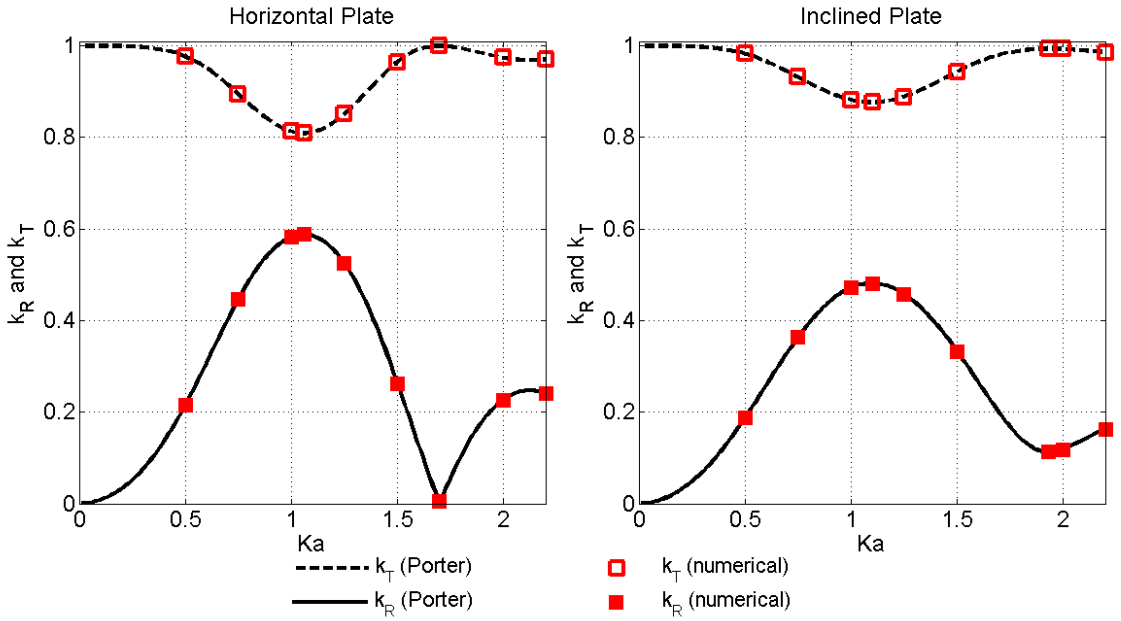 Horizontal Plate
Inclined Plate
1
0.8
0.6
0.4
0.2
0
k_R and k_T
0 0.5 1 1.5 2
Ka
1
0.8
0.6
0.4
0.2
0
k_R and k_T
0 0.5 1 1.5 2
Ka
k_T (Porter)
k_R (Porter)
k_T (numerical)
k_R (numerical)